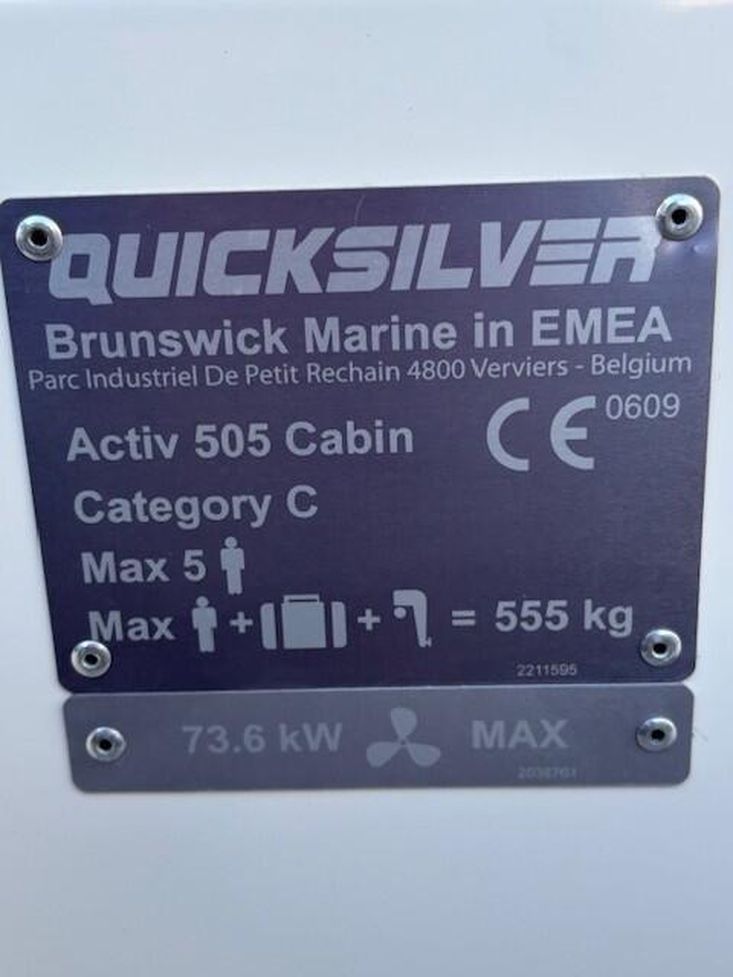 QUICKSILVER
Brunswick Marine in EMEA
Parc Industriel De Petit Rechain 4800 Verviers - Belgium
Activ 505 Cabin CE 0609
Category C
Max 5
Max + + = 555 kg
2211595
73.6 kW MAX